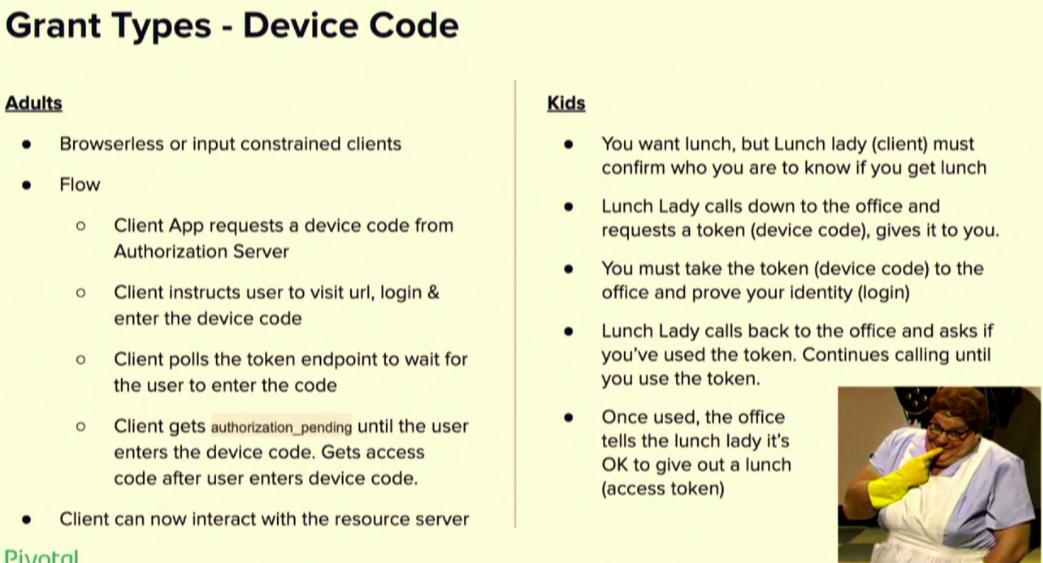 Grant Types - Device Code
Adults
Browserless or input constrained clients
Flow
Client App requests a device code from
Authorization Server
Client instructs user to visit url, login &
enter the device code
Client polls the token endpoint to wait for
the user to enter the code
Client gets authorization_pending until the user
enters the device code. Gets access
code after user enters device code.
Client can now interact with the resource server
Kids
You want lunch, but Lunch lady (client) must
confirm who you are to know if you get lunch
Lunch Lady calls down to the office and
requests a token (device code), gives it to you.
You must take the token (device code) to the
office and prove your identity (login)
Lunch Lady calls back to the office and asks if
you've used the token. Continues calling until
you use the token.
Once used, the office
tells the lunch lady it's
OK to give out a lunch
(access token)
Pivotal